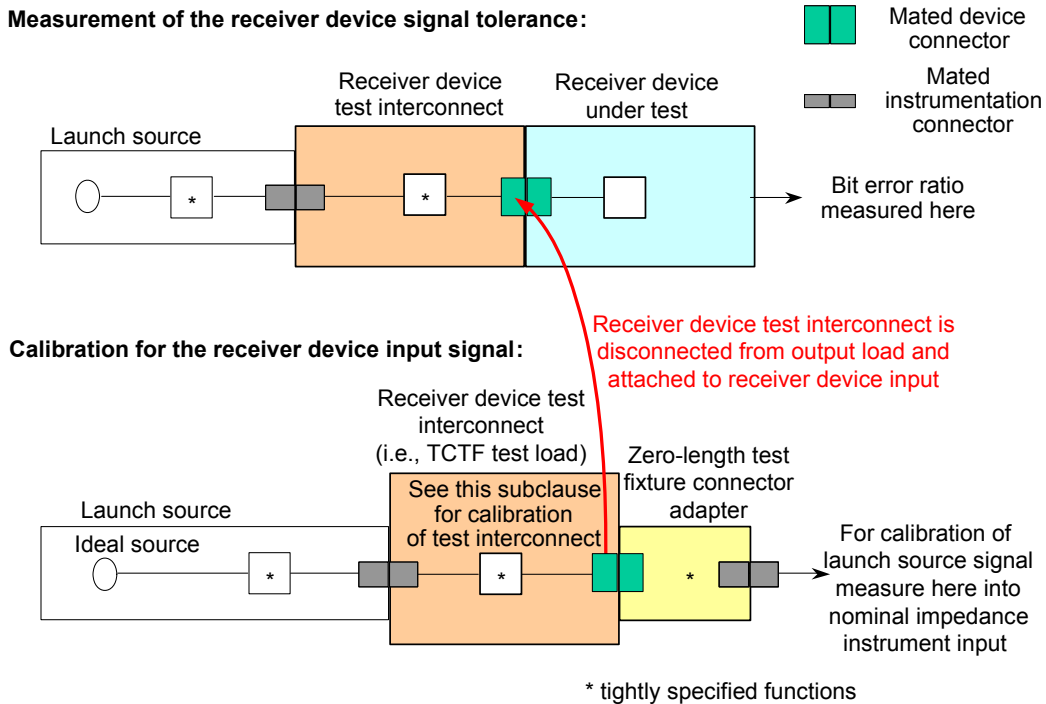 Measurement of the receiver device signal tolerance:
Mated device
connector
Mated
instrumentation
connector
Receiver device
test interconnect
Receiver device
under test
Launch source
*
*
Bit error ratio
measured here
Receiver device test interconnect is
disconnected from output load and
attached to receiver device input
Calibration for the receiver device input signal:
Receiver device test
interconnect
(i.e., TCTF test load)
Zero-length test
fixture connector
adapter
Launch source
Ideal source
See this subclause
for calibration
of test interconnect
*
*
*
For calibration of
launch source signal
measure here into
nominal impedance
instrument input
* tightly specified functions